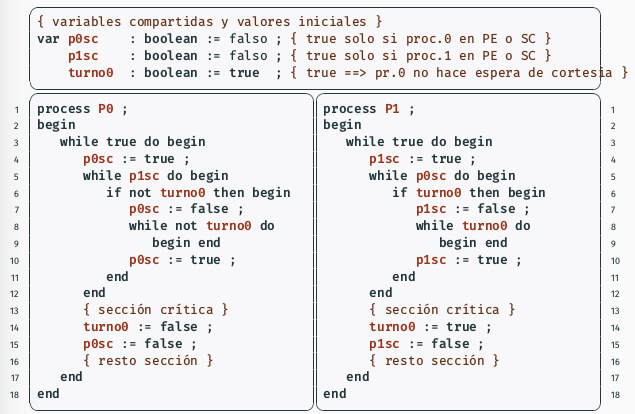 { variables compartidas y valores iniciales }
var p0sc    : boolean := falso ; { true solo si proc.0 en PE o SC }
    p1sc    : boolean := falso ; { true solo si proc.1 en PE o SC }
    turno0  : boolean := true  ; { true ==> pr.0 no hace espera de cortesía }
1 process P0 ;
2 begin
3    while true do begin
4       p0sc := true ;
5       while p1sc do begin
6          if not turno0 then begin
7             p0sc := false ;
8             while not turno0 do
9                begin end
10             p0sc := true ;
11          end
12       end
13       { sección crítica }
14       turno0 := false ;
15       p0sc := false ;
16       { resto sección }
17    end
18 end
process P1 ; 1
begin 2
   while true do begin 3
      p1sc := true ; 4
      while p0sc do begin 5
         if turno0 then begin 6
            p1sc := false ; 7
            while turno0 do 8
               begin end 9
            p1sc := true ; 10
         end 11
      end 12
      { sección crítica } 13
      turno0 := true ; 14
      p1sc := false ; 15
      { resto sección } 16
   end 17
end 18